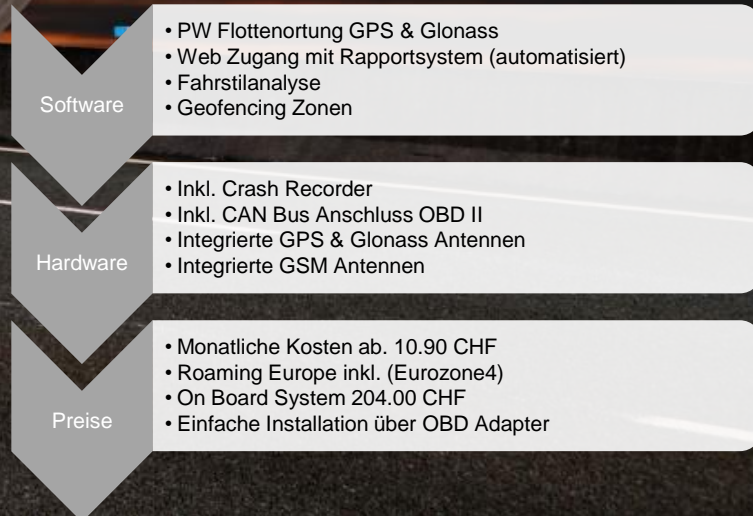 Software
• PW Flottenortung GPS & Glonass
• Web Zugang mit Rapportsystem (automatisiert)
• Fahrstilanalyse
• Geofencing Zonen
Hardware
• Inkl. Crash Recorder
• Inkl. CAN Bus Anschluss OBD II
• Integrierte GPS & Glonass Antennen
• Integrierte GSM Antennen
Preise
• Monatliche Kosten ab. 10.90 CHF
• Roaming Europe inkl. (Eurozone4)
• On Board System 204.00 CHF
• Einfache Installation über OBD Adapter